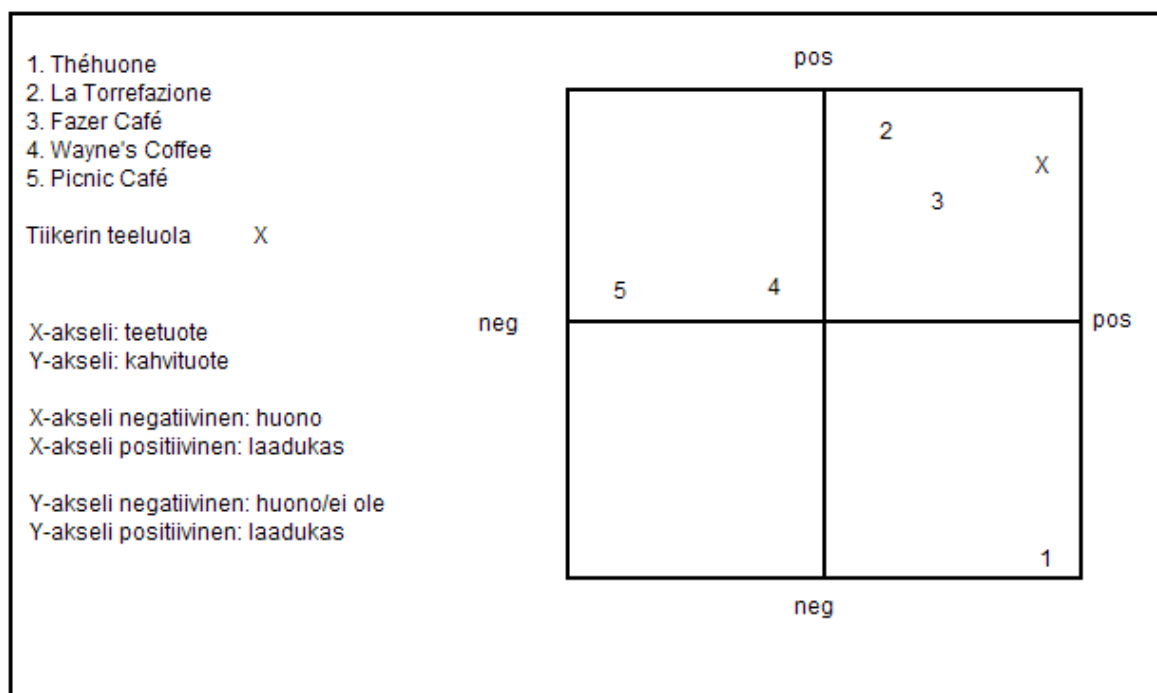 1. Théhuone
2. La Torrefazione
3. Fazer Café
4. Wayne's Coffee
5. Picnic Café
Tiikerin teeluola X
X-akseli: teetuote
Y-akseli: kahvituote
X-akseli negatiivinen: huono
X-akseli positiivinen: laadukas
Y-akseli negatiivinen: huono/ei ole
Y-akseli positiivinen: laadukas
pos
2
X
3
5
4
neg
pos
1
neg